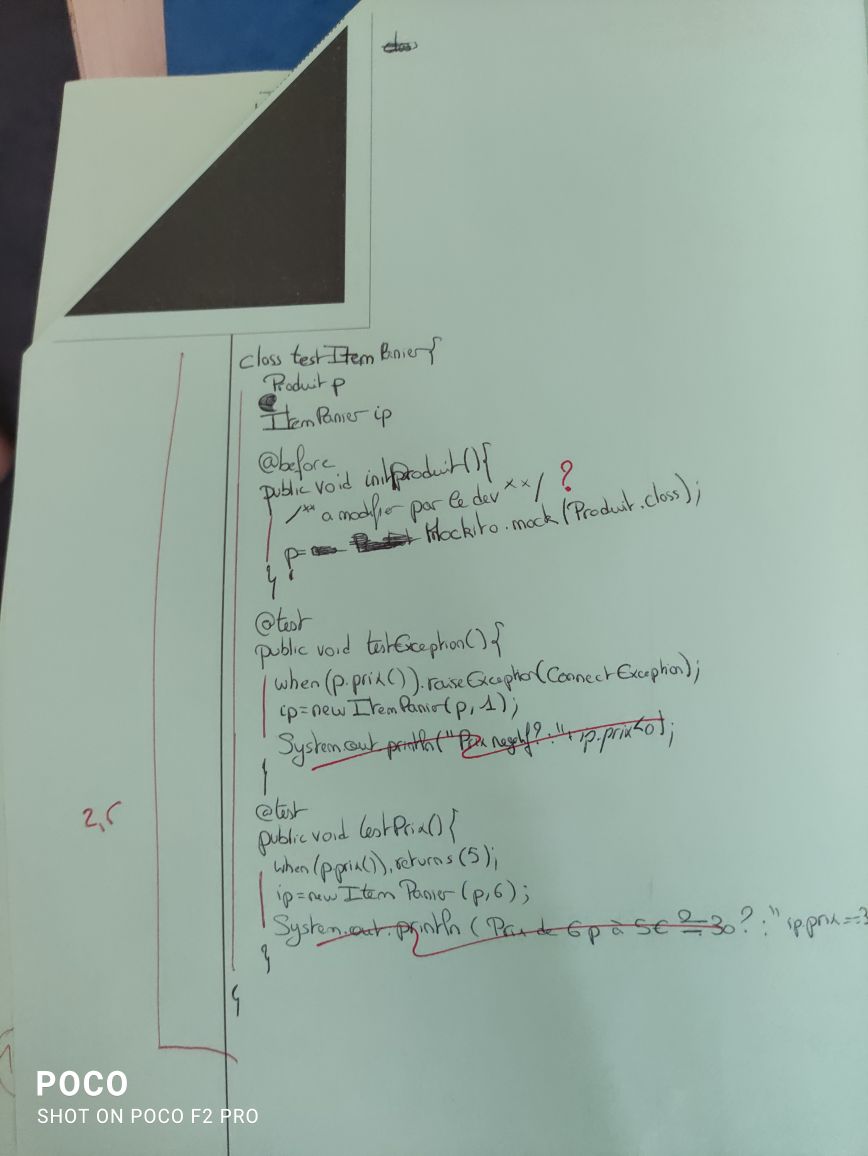 class
class testItemPanier{
Produit p
ItemPanier ip
@before
public void initproduit(){
/** a modifier par le dev **/ ?
p= Mockito.mock(Produit.class);
}
@test
public void testException(){
when(p.prix()).raiseException(ConnectException);
ip=new ItemPanier(p,1);
System.out.println("Prix negatif? : "+ ip.prix<0);
}
@test
2,5
public void testPrix(){
when(p.prix()).returns(5);
ip=new Item Panier(p,6);
System.out.println(Prix de 6p à 5€ =30? :" ip.prix==3
}
}
POCO
SHOT ON POCO F2 PRO